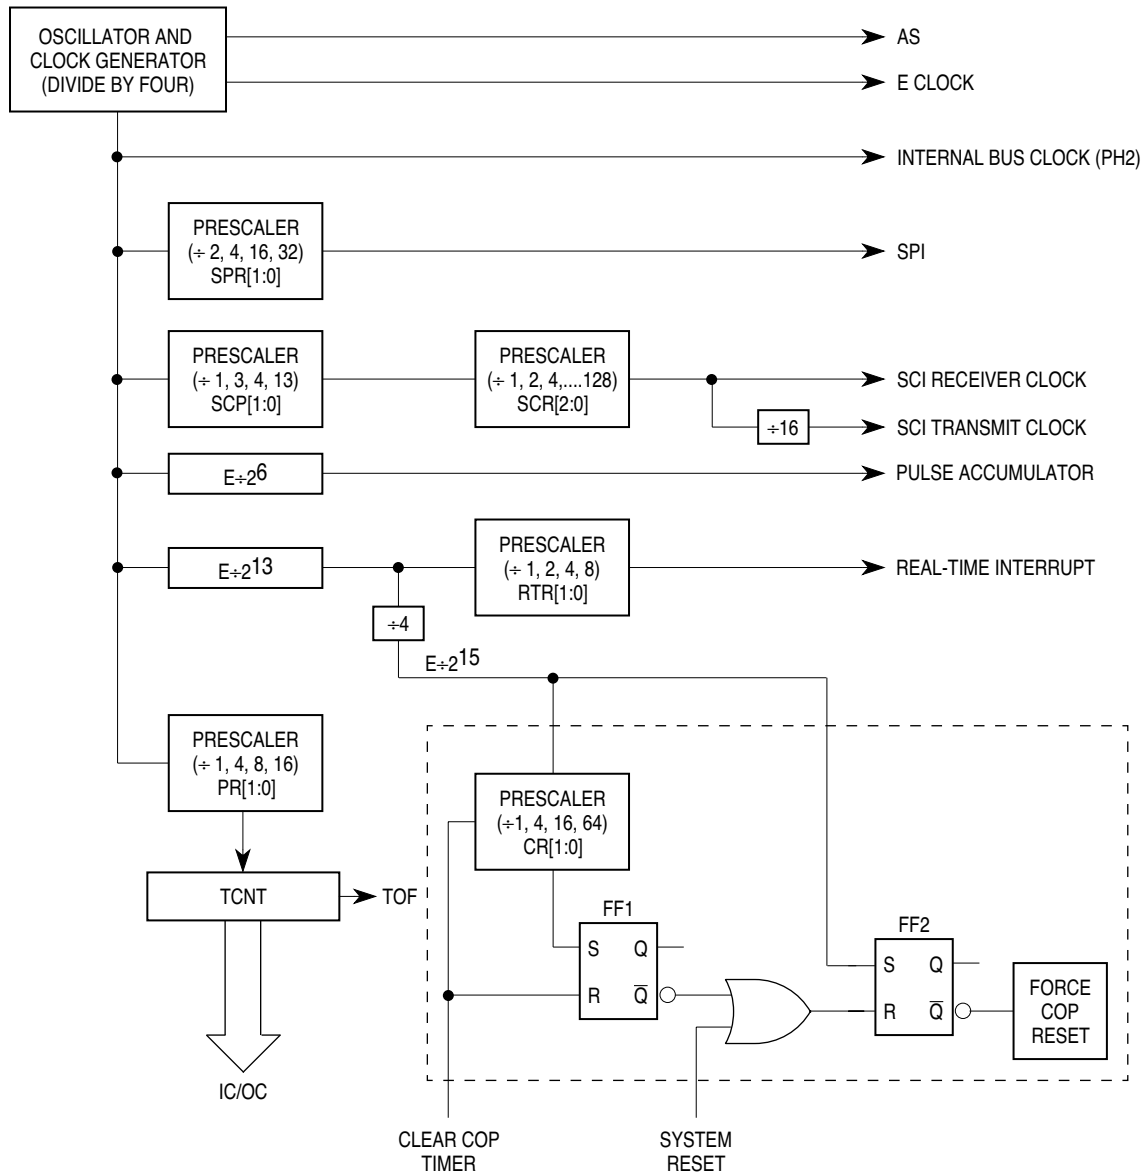 OSCILLATOR AND
CLOCK GENERATOR
(DIVIDE BY FOUR)
AS
E CLOCK
INTERNAL BUS CLOCK (PH2)
PRESCALER
(÷ 2, 4, 16, 32)
SPR[1:0]
SPI
PRESCALER
(÷ 1, 3, 4, 13)
SCP[1:0]
PRESCALER
(÷ 1, 2, 4,....128)
SCR[2:0]
SCI RECEIVER CLOCK
÷16
SCI TRANSMIT CLOCK
E÷2⁶
PULSE ACCUMULATOR
E÷2¹³
PRESCALER
(÷ 1, 2, 4, 8)
RTR[1:0]
REAL-TIME INTERRUPT
÷4
E÷2¹⁵
PRESCALER
(÷ 1, 4, 8, 16)
PR[1:0]
TCNT
TOF
IC/OC
PRESCALER
(÷1, 4, 16, 64)
CR[1:0]
FF1
S Q
R Q̅
FF2
S Q
R Q̅
FORCE
COP
RESET
CLEAR COP
TIMER
SYSTEM
RESET